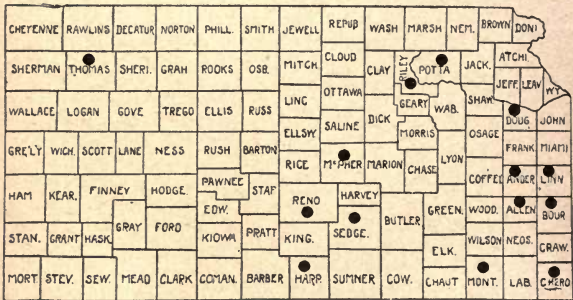 CHEYENNE RAWLINS DECATUR NORTON PHILL. SMITH JEWELL REPUB WASH MARSH NEM. BROWN DONI
SHERMAN THOMAS SHERI. GRAH ROOKS OSB. MITCH. CLOUD CLAY RILEY POTTA JACK. ATCHI.
OTTAWA GEARY WAB. SHAW. JEFF. LEAV WY.
WALLACE LOGAN GOVE TREGO ELLIS RUSS LINC SALINE DICK MORRIS OSAGE DOUG JOHN
GRE'LY WICH. SCOTT LANE NESS RUSH BARTON ELLSW RICE McPHER MARION CHASE LYON COFFEE FRANK MIAMI
ANDER LINN
HAM KEAR. FINNEY HODGE. PAWNEE STAF RENO HARVEY BUTLER GREEN. WOOD. ALLEN BOUR
EDW.
STAN. GRANT HASK. GRAY FORD KIOWA PRATT KING. SEDGE. ELK. WILSON NEOS. CRAW.
MORT STEV. SEW. MEAD CLARK COMAN. BARBER HARP. SUMNER COW. CHAUT MONT. LAB. CHERO